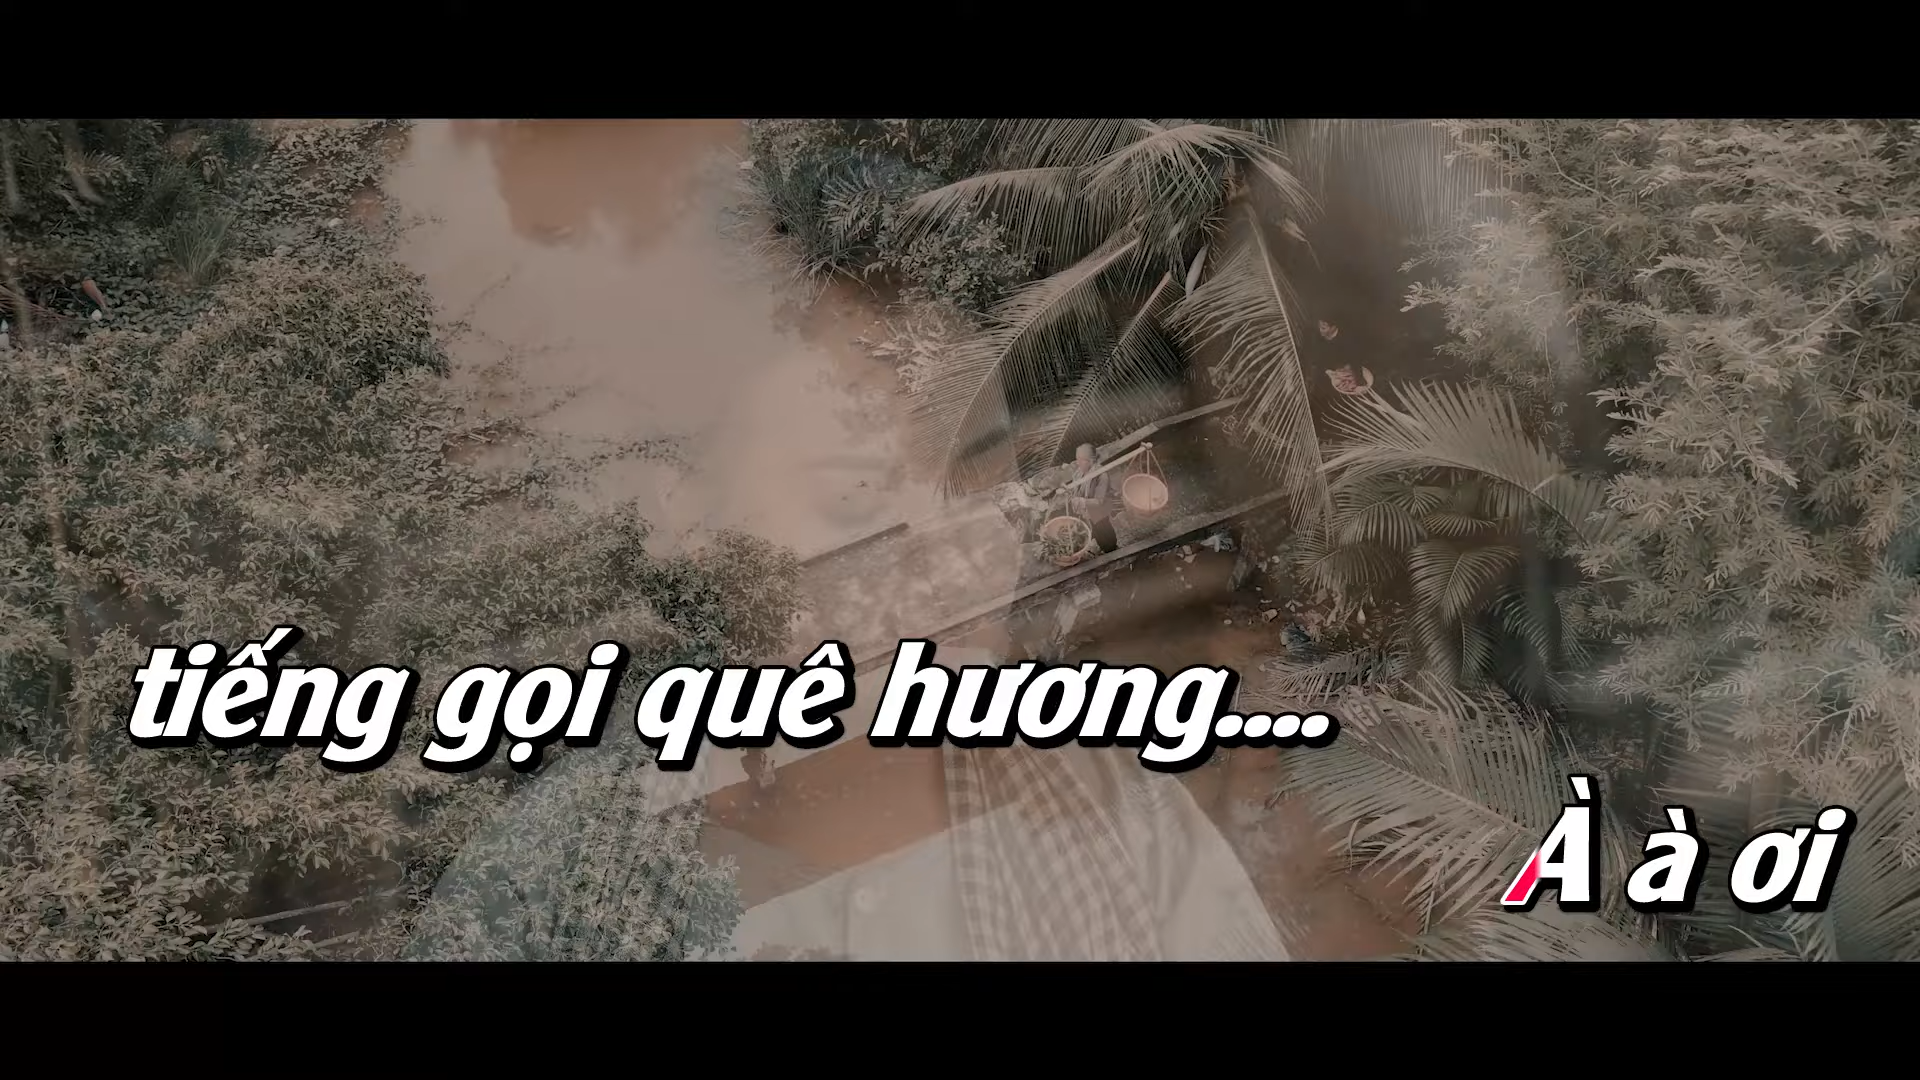 tiếng gọi quê hương....
À à ơi